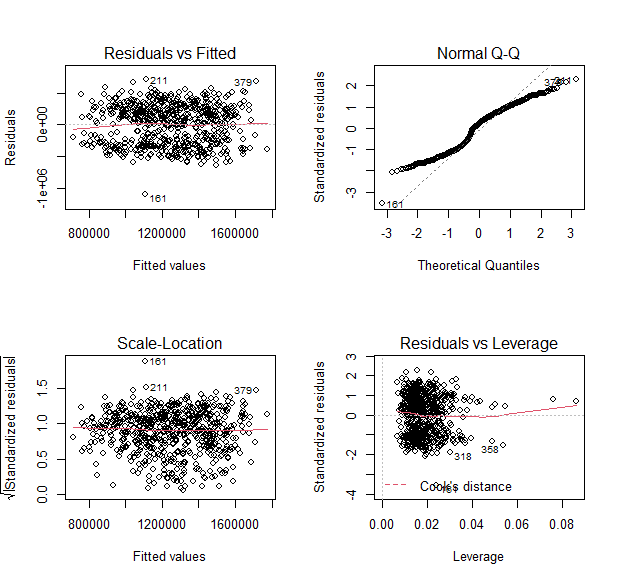 Residuals vs Fitted
Residuals
0e+00
-1e+06
211
379
161
800000 1200000 1600000
Fitted values
Normal Q-Q
Standardized residuals
2
1
0
-1
-3
379
211
161
-3 -2 -1 0 1 2 3
Theoretical Quantiles
Scale-Location
√|Standardized residuals|
1.5
1.0
0.5
0.0
161
211
379
800000 1200000 1600000
Fitted values
Residuals vs Leverage
Standardized residuals
3
2
0
-2
-4
358
318
161
Cook's distance
0.00 0.02 0.04 0.06 0.08
Leverage